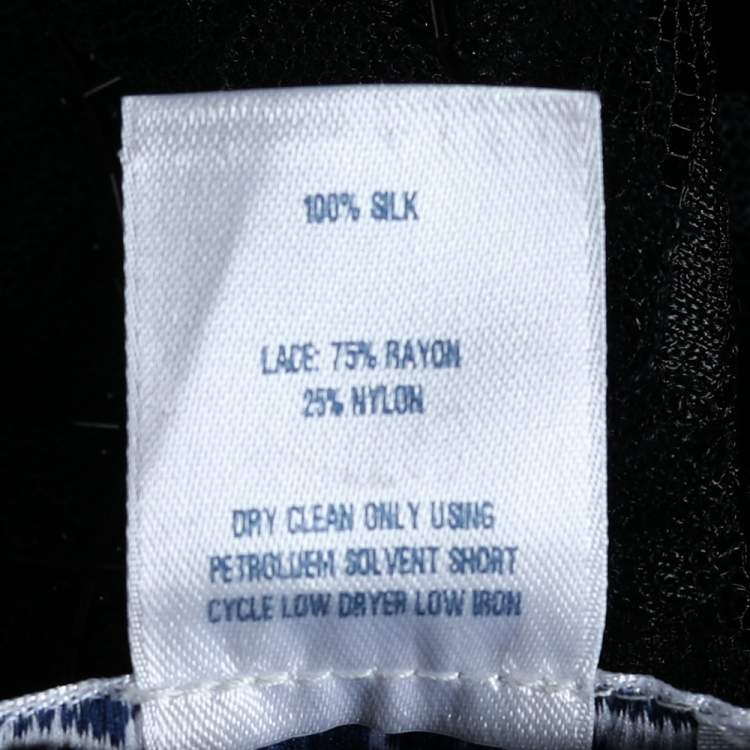 100% SILK
LACE: 75% RAYON
25% NYLON
DRY CLEAN ONLY USING
PETROLUEM SOLVENT SHORT
CYCLE LOW DRYER LOW IRON